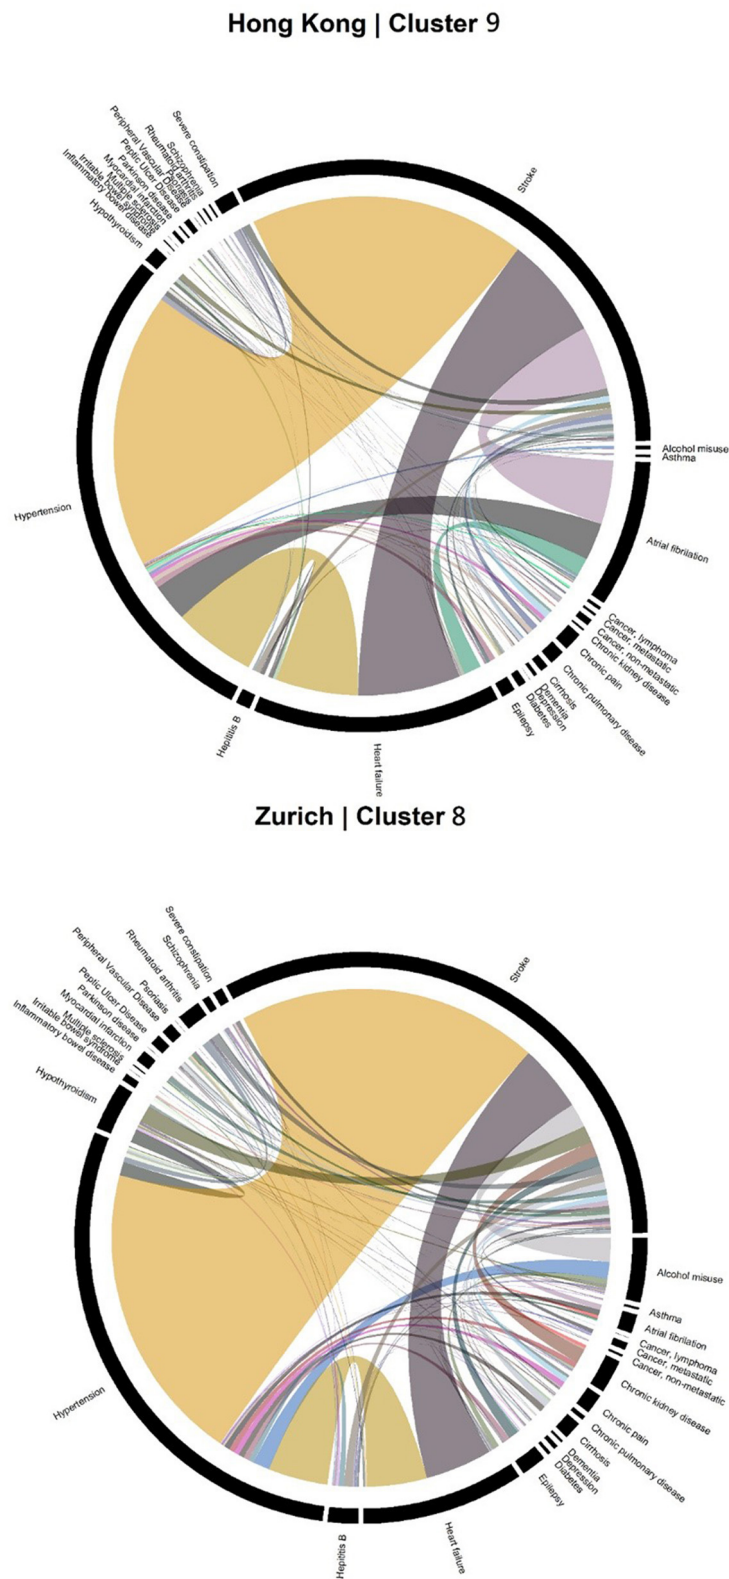 Hong Kong | Cluster 9
Severe constipation
Schizophrenia
Rheumatoid arthritis
Psoriasis
Peripheral Vascular Disease
Peptic Ulcer Disease
Parkinson disease
Myocardial infarction
Multiple sclerosis
Irritable bowel syndrome
Inflammatory bowel disease
Hypothyroidism
Hypertension
Hepititis B
Heart failure
Epilepsy
Diabetes
Depression
Dementia
Cirrhosis
Chronic pulmonary disease
Chronic pain
Chronic kidney disease
Cancer, non-metastatic
Cancer, metastatic
Cancer, lymphoma
Atrial fibrilation
Asthma
Alcohol misuse
Stroke
Zurich | Cluster 8
Severe constipation
Schizophrenia
Rheumatoid arthritis
Psoriasis
Peripheral Vascular Disease
Peptic Ulcer Disease
Parkinson disease
Myocardial infarction
Multiple sclerosis
Irritable bowel syndrome
Inflammatory bowel disease
Hypothyroidism
Hypertension
Hepititis B
Heart failure
Epilepsy
Diabetes
Depression
Dementia
Cirrhosis
Chronic pulmonary disease
Chronic pain
Chronic kidney disease
Cancer, non-metastatic
Cancer, metastatic
Cancer, lymphoma
Atrial fibrilation
Asthma
Alcohol misuse
Stroke